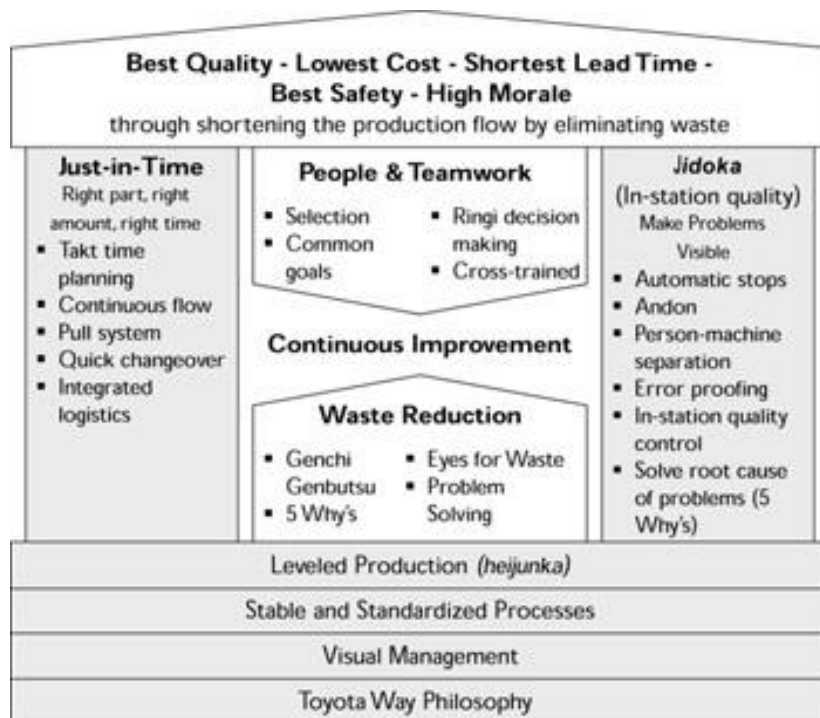 Best Quality - Lowest Cost - Shortest Lead Time -
Best Safety - High Morale
through shortening the production flow by eliminating waste
Just-in-Time
Right part, right
amount, right time
▪ Takt time
planning
▪ Continuous flow
▪ Pull system
▪ Quick changeover
▪ Integrated
logistics
People & Teamwork
▪ Selection
▪ Common
goals
▪ Ringi decision
making
▪ Cross-trained
Continuous Improvement
Waste Reduction
▪ Genchi
Genbutsu
▪ 5 Why's
▪ Eyes for Waste
▪ Problem
Solving
Jidoka
(In-station quality)
Make Problems
Visible
▪ Automatic stops
▪ Andon
▪ Person-machine
separation
▪ Error proofing
▪ In-station quality
control
▪ Solve root cause
of problems (5
Why's)
Leveled Production (heijunka)
Stable and Standardized Processes
Visual Management
Toyota Way Philosophy